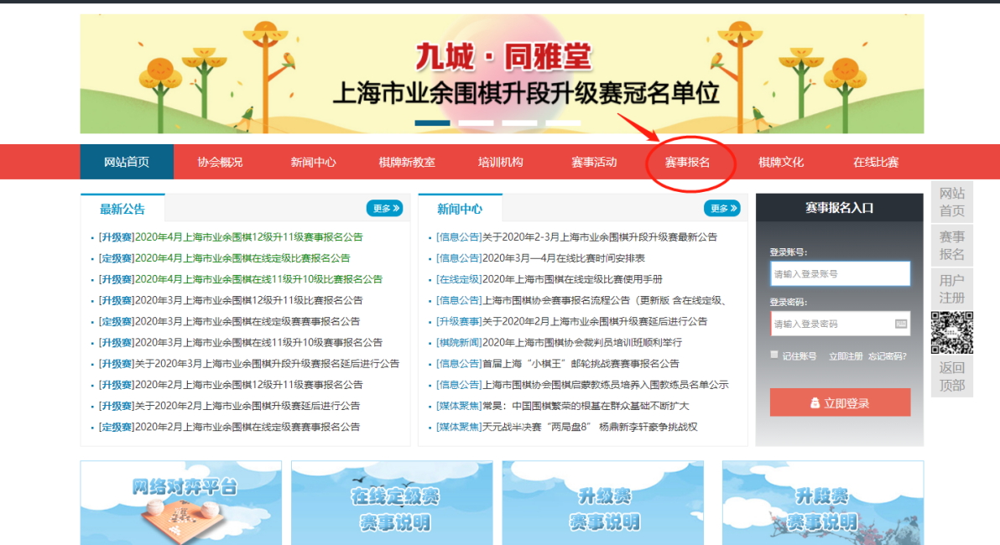 九城·同雅堂
上海市业余围棋升段升级赛冠名单位
网站首页 协会概况 新闻中心 棋牌新教室 培训机构 赛事活动 赛事报名 棋牌文化 在线比赛
最新公告 更多
[升级赛]2020年4月上海市业余围棋12级升11级赛事报名公告
[定级赛]2020年4月上海市业余围棋在线定级比赛报名公告
[升级赛]2020年4月上海市业余围棋在线11级升10级比赛报名公告
[升级赛]2020年3月上海市业余围棋12级升11级比赛报名公告
[定级赛]2020年3月上海市业余围棋在线定级赛赛事报名公告
[升级赛]2020年3月上海市业余围棋在线11级升10级赛事报名公告
[升级赛]关于2020年3月上海市业余围棋升段升级赛报名延后进行公告
[升级赛]2020年2月上海市业余围棋12级升11级赛事报名公告
[升级赛]关于2020年2月上海市业余围棋升级赛延后进行公告
[定级赛]2020年2月上海市业余围棋在线定级赛赛事报名公告
新闻中心 更多
[信息公告]关于2020年2-3月上海市业余围棋升段升级赛最新公告
[信息公告]2020年3月—4月在线比赛时间安排表
[在线定级]2020年上海市围棋在线定级比赛使用手册
[信息公告]上海市围棋协会赛事报名流程公告（更新版 含在线定级、
[升级赛事]关于2020年2月上海市业余围棋升级赛延后进行公告
[棋院新闻]2020年上海市围棋协会裁判员培训班顺利举行
[信息公告]首届上海“小棋王”邮轮挑战赛赛事报名公告
[信息公告]上海市围棋协会围棋启蒙教练员培养入围教练员名单公示
[媒体聚焦]常昊：中国围棋繁荣的根基在群众基础不断扩大
[媒体聚焦]天元战半决赛“两局盘8” 杨鼎新李轩豪争挑战权
赛事报名入口
登录账号:
请输入登录账号
登录密码:
请输入登录密码
记住账号 立即注册 忘记密码?
立即登录
网站
首页
赛事
报名
用户
注册
返回
顶部
网络对弈平台
在线定级赛
赛事说明
升级赛
赛事说明
升段赛
赛事说明